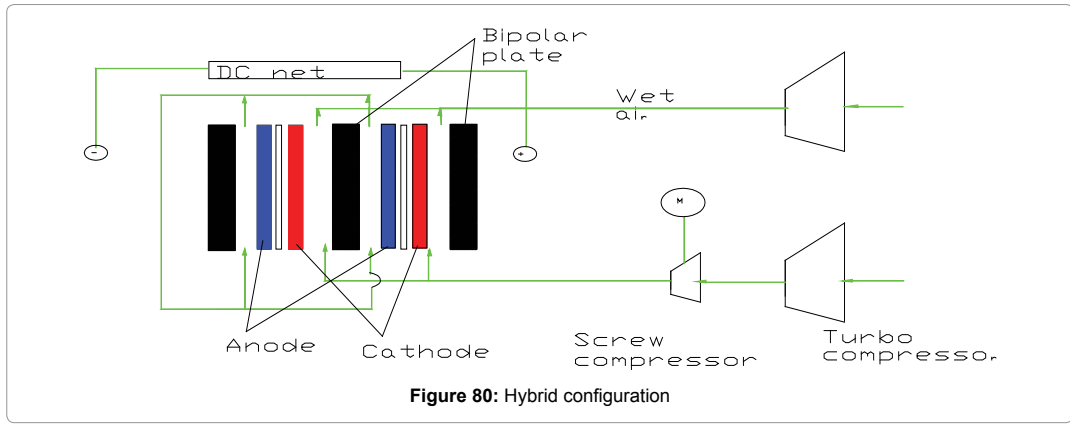 Bipolar
plate
DC net
Wet
air
-
+
M
Anode
Cathode
Screw
compressor
Turbo
compressor
Figure 80: Hybrid configuration